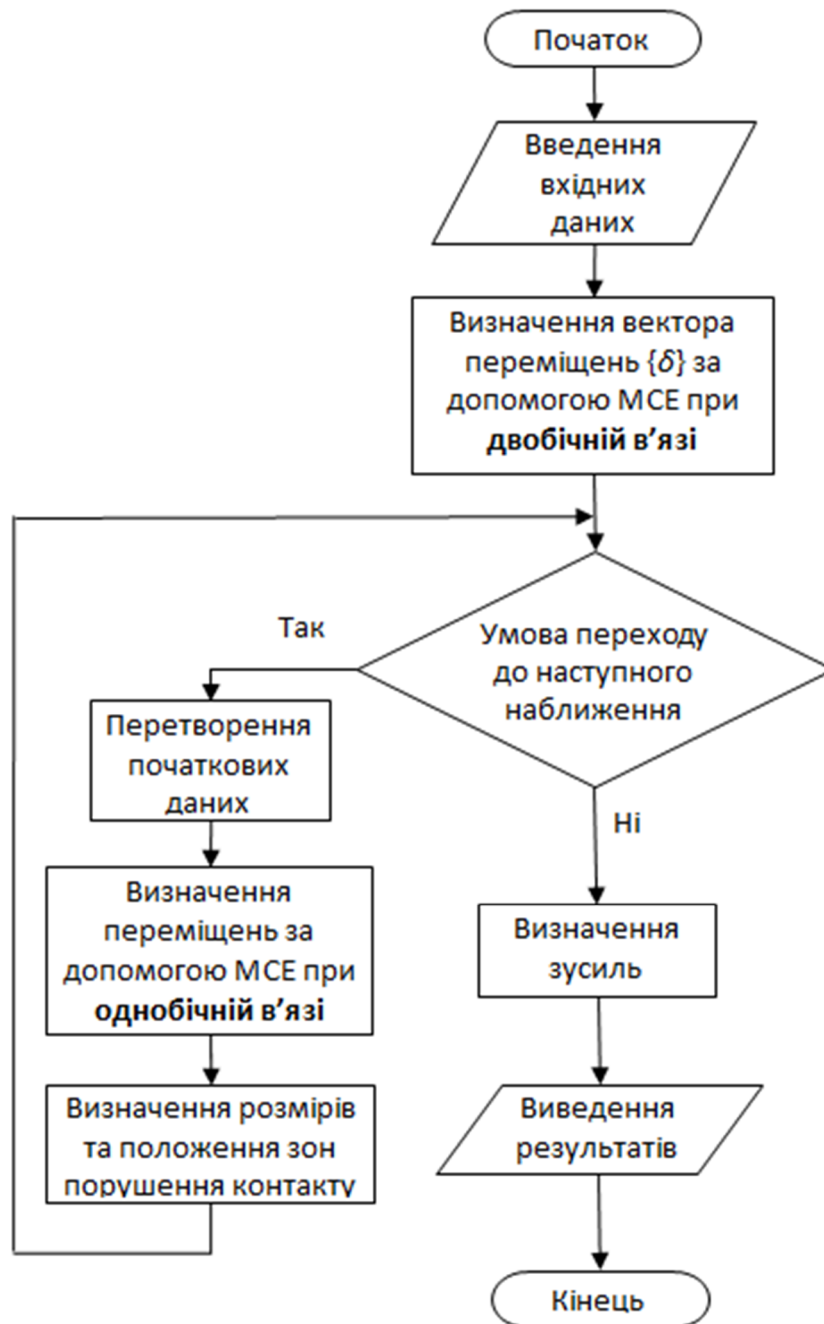 Початок
Введення
вхідних
даних
Визначення вектора
переміщень {δ} за
допомогою МСЕ при
двобічній в’язі
Умова переходу
до наступного
наближення
Так
Перетворення
початкових
даних
Визначення
переміщень за
допомогою МСЕ при
однобічній в’язі
Визначення розмірів
та положення зон
порушення контакту
Ні
Визначення
зусиль
Виведення
результатів
Кінець